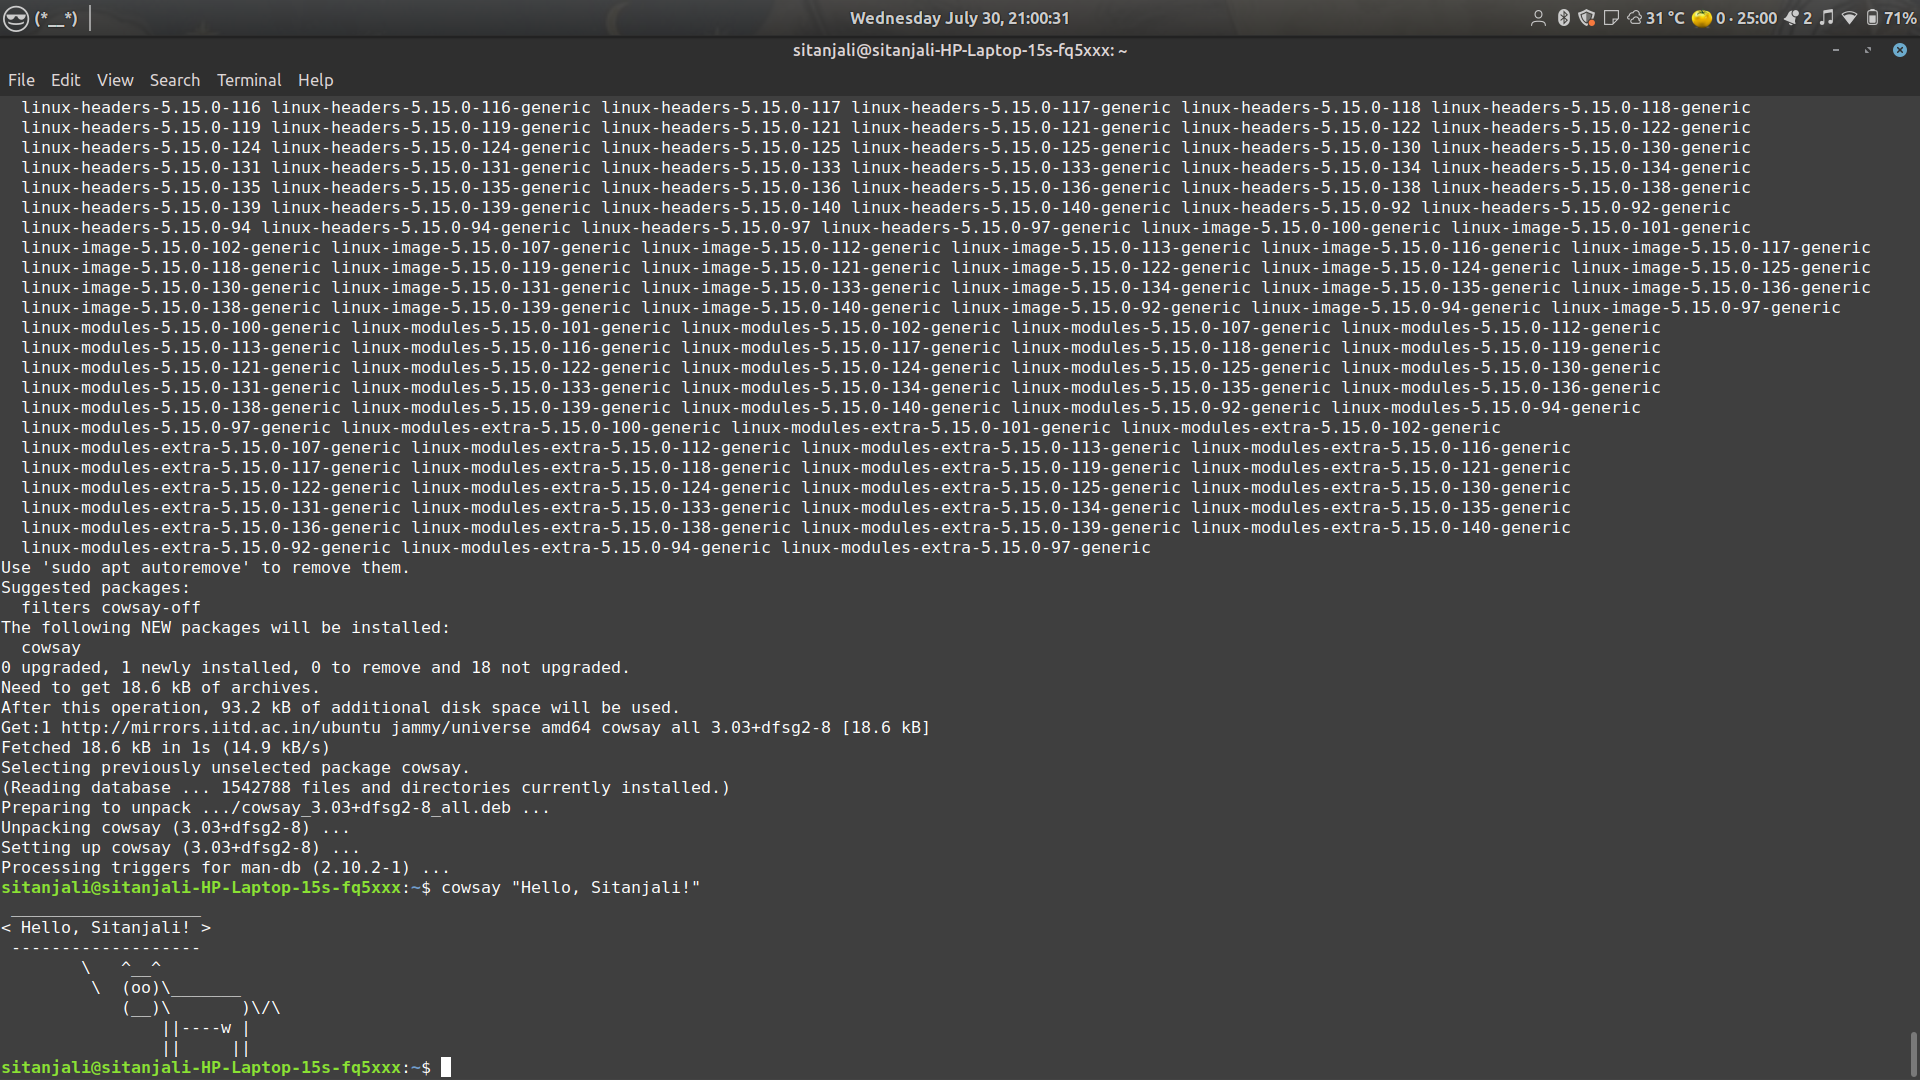 (*__*)
Wednesday July 30, 21:00:31
31 °C 0 · 25:00 2 71%
sitanjali@sitanjali-HP-Laptop-15s-fq5xxx: ~
File Edit View Search Terminal Help
  linux-headers-5.15.0-116 linux-headers-5.15.0-116-generic linux-headers-5.15.0-117 linux-headers-5.15.0-117-generic linux-headers-5.15.0-118 linux-headers-5.15.0-118-generic
  linux-headers-5.15.0-119 linux-headers-5.15.0-119-generic linux-headers-5.15.0-121 linux-headers-5.15.0-121-generic linux-headers-5.15.0-122 linux-headers-5.15.0-122-generic
  linux-headers-5.15.0-124 linux-headers-5.15.0-124-generic linux-headers-5.15.0-125 linux-headers-5.15.0-125-generic linux-headers-5.15.0-130 linux-headers-5.15.0-130-generic
  linux-headers-5.15.0-131 linux-headers-5.15.0-131-generic linux-headers-5.15.0-133 linux-headers-5.15.0-133-generic linux-headers-5.15.0-134 linux-headers-5.15.0-134-generic
  linux-headers-5.15.0-135 linux-headers-5.15.0-135-generic linux-headers-5.15.0-136 linux-headers-5.15.0-136-generic linux-headers-5.15.0-138 linux-headers-5.15.0-138-generic
  linux-headers-5.15.0-139 linux-headers-5.15.0-139-generic linux-headers-5.15.0-140 linux-headers-5.15.0-140-generic linux-headers-5.15.0-92 linux-headers-5.15.0-92-generic
  linux-headers-5.15.0-94 linux-headers-5.15.0-94-generic linux-headers-5.15.0-97 linux-headers-5.15.0-97-generic linux-image-5.15.0-100-generic linux-image-5.15.0-101-generic
  linux-image-5.15.0-102-generic linux-image-5.15.0-107-generic linux-image-5.15.0-112-generic linux-image-5.15.0-113-generic linux-image-5.15.0-116-generic linux-image-5.15.0-117-generic
  linux-image-5.15.0-118-generic linux-image-5.15.0-119-generic linux-image-5.15.0-121-generic linux-image-5.15.0-122-generic linux-image-5.15.0-124-generic linux-image-5.15.0-125-generic
  linux-image-5.15.0-130-generic linux-image-5.15.0-131-generic linux-image-5.15.0-133-generic linux-image-5.15.0-134-generic linux-image-5.15.0-135-generic linux-image-5.15.0-136-generic
  linux-image-5.15.0-138-generic linux-image-5.15.0-139-generic linux-image-5.15.0-140-generic linux-image-5.15.0-92-generic linux-image-5.15.0-94-generic linux-image-5.15.0-97-generic
  linux-modules-5.15.0-100-generic linux-modules-5.15.0-101-generic linux-modules-5.15.0-102-generic linux-modules-5.15.0-107-generic linux-modules-5.15.0-112-generic
  linux-modules-5.15.0-113-generic linux-modules-5.15.0-116-generic linux-modules-5.15.0-117-generic linux-modules-5.15.0-118-generic linux-modules-5.15.0-119-generic
  linux-modules-5.15.0-121-generic linux-modules-5.15.0-122-generic linux-modules-5.15.0-124-generic linux-modules-5.15.0-125-generic linux-modules-5.15.0-130-generic
  linux-modules-5.15.0-131-generic linux-modules-5.15.0-133-generic linux-modules-5.15.0-134-generic linux-modules-5.15.0-135-generic linux-modules-5.15.0-136-generic
  linux-modules-5.15.0-138-generic linux-modules-5.15.0-139-generic linux-modules-5.15.0-140-generic linux-modules-5.15.0-92-generic linux-modules-5.15.0-94-generic
  linux-modules-5.15.0-97-generic linux-modules-extra-5.15.0-100-generic linux-modules-extra-5.15.0-101-generic linux-modules-extra-5.15.0-102-generic
  linux-modules-extra-5.15.0-107-generic linux-modules-extra-5.15.0-112-generic linux-modules-extra-5.15.0-113-generic linux-modules-extra-5.15.0-116-generic
  linux-modules-extra-5.15.0-117-generic linux-modules-extra-5.15.0-118-generic linux-modules-extra-5.15.0-119-generic linux-modules-extra-5.15.0-121-generic
  linux-modules-extra-5.15.0-122-generic linux-modules-extra-5.15.0-124-generic linux-modules-extra-5.15.0-125-generic linux-modules-extra-5.15.0-130-generic
  linux-modules-extra-5.15.0-131-generic linux-modules-extra-5.15.0-133-generic linux-modules-extra-5.15.0-134-generic linux-modules-extra-5.15.0-135-generic
  linux-modules-extra-5.15.0-136-generic linux-modules-extra-5.15.0-138-generic linux-modules-extra-5.15.0-139-generic linux-modules-extra-5.15.0-140-generic
  linux-modules-extra-5.15.0-92-generic linux-modules-extra-5.15.0-94-generic linux-modules-extra-5.15.0-97-generic
Use 'sudo apt autoremove' to remove them.
Suggested packages:
  filters cowsay-off
The following NEW packages will be installed:
  cowsay
0 upgraded, 1 newly installed, 0 to remove and 18 not upgraded.
Need to get 18.6 kB of archives.
After this operation, 93.2 kB of additional disk space will be used.
Get:1 http://mirrors.iitd.ac.in/ubuntu jammy/universe amd64 cowsay all 3.03+dfsg2-8 [18.6 kB]
Fetched 18.6 kB in 1s (14.9 kB/s)
Selecting previously unselected package cowsay.
(Reading database ... 1542788 files and directories currently installed.)
Preparing to unpack .../cowsay_3.03+dfsg2-8_all.deb ...
Unpacking cowsay (3.03+dfsg2-8) ...
Setting up cowsay (3.03+dfsg2-8) ...
Processing triggers for man-db (2.10.2-1) ...
sitanjali@sitanjali-HP-Laptop-15s-fq5xxx:~$ cowsay "Hello, Sitanjali!"
 ___________________
< Hello, Sitanjali! >
 -------------------
        \   ^__^
         \  (oo)\_______
            (__)\       )\/\
                ||----w |
                ||     ||
sitanjali@sitanjali-HP-Laptop-15s-fq5xxx:~$